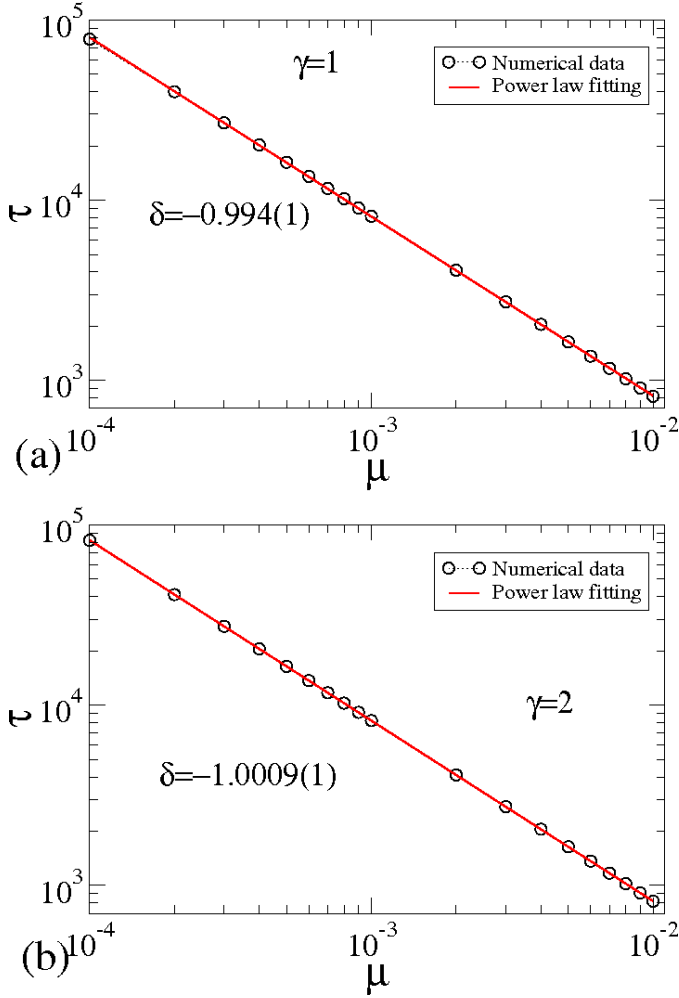 10^5
γ=1
Numerical data
Power law fitting
τ
10^4
δ=−0.994(1)
10^3
10^-4
10^-3
10^-2
(a)
μ
10^5
Numerical data
Power law fitting
τ
10^4
γ=2
δ=−1.0009(1)
10^3
(b)
10^-4
10^-3
10^-2
μ